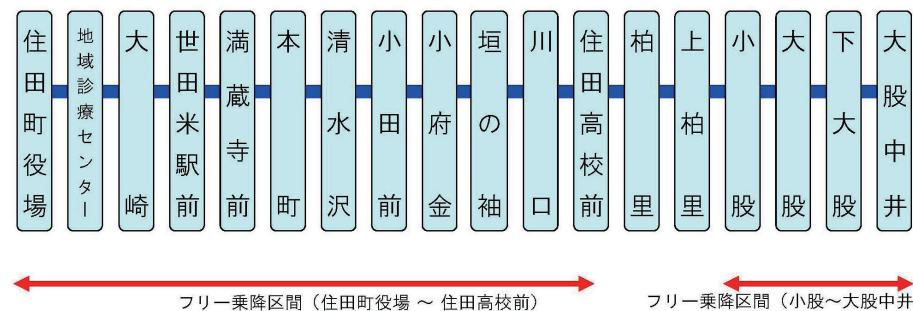 住田町役場
地域診療センター
大崎
世田米駅前
満蔵寺前
本町
清水沢
小田前
小府金
垣の袖
川口
住田高校前
柏里
上柏里
小股
大股
下大股
大股中井
フリー乗降区間（住田町役場 ～ 住田高校前）
フリー乗降区間（小股～大股中井